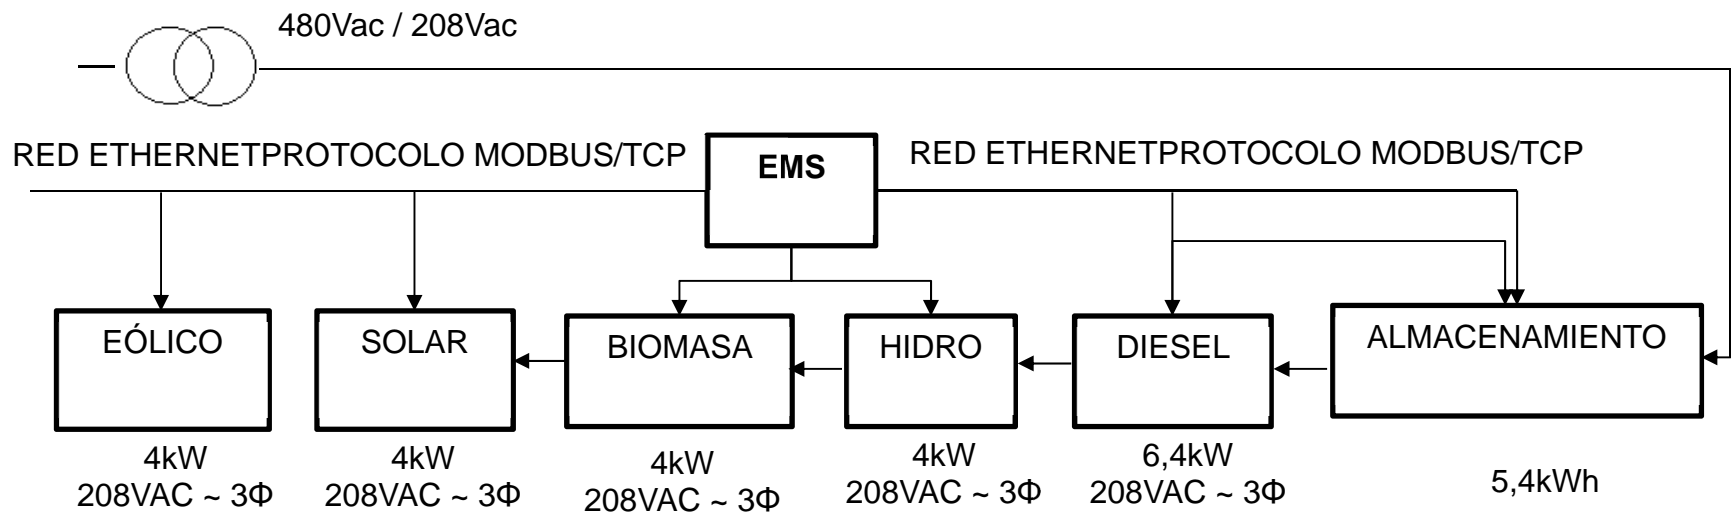 480Vac / 208Vac
RED ETHERNETPROTOCOLO MODBUS/TCP
EMS
RED ETHERNETPROTOCOLO MODBUS/TCP
EÓLICO
SOLAR
BIOMASA
HIDRO
DIESEL
ALMACENAMIENTO
4kW
208VAC ~ 3Φ
4kW
208VAC ~ 3Φ
4kW
208VAC ~ 3Φ
4kW
208VAC ~ 3Φ
6,4kW
208VAC ~ 3Φ
5,4kWh